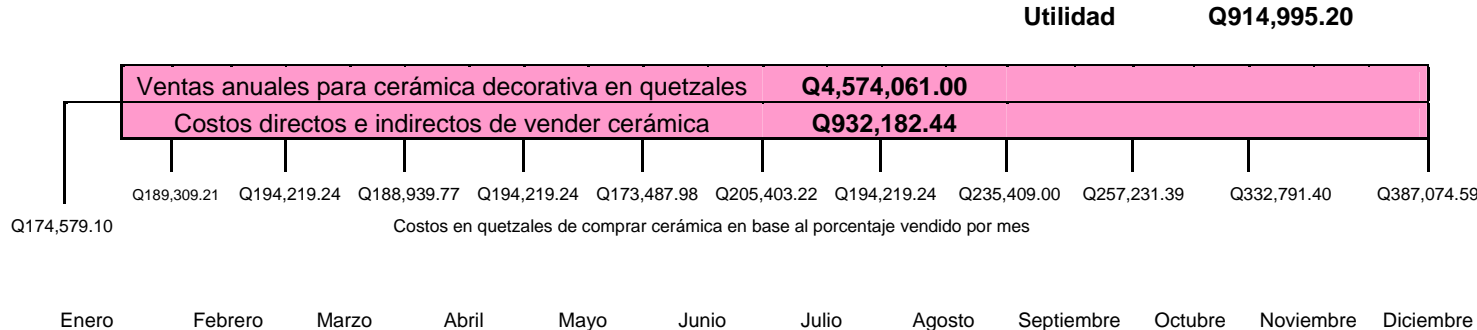 Utilidad Q914,995.20
Ventas anuales para cerámica decorativa en quetzales Q4,574,061.00
Costos directos e indirectos de vender cerámica Q932,182.44
Q189,309.21 Q194,219.24 Q188,939.77 Q194,219.24 Q173,487.98 Q205,403.22 Q194,219.24 Q235,409.00 Q257,231.39 Q332,791.40 Q387,074.59
Q174,579.10 Costos en quetzales de comprar cerámica en base al porcentaje vendido por mes
Enero Febrero Marzo Abril Mayo Junio Julio Agosto Septiembre Octubre Noviembre Diciembre